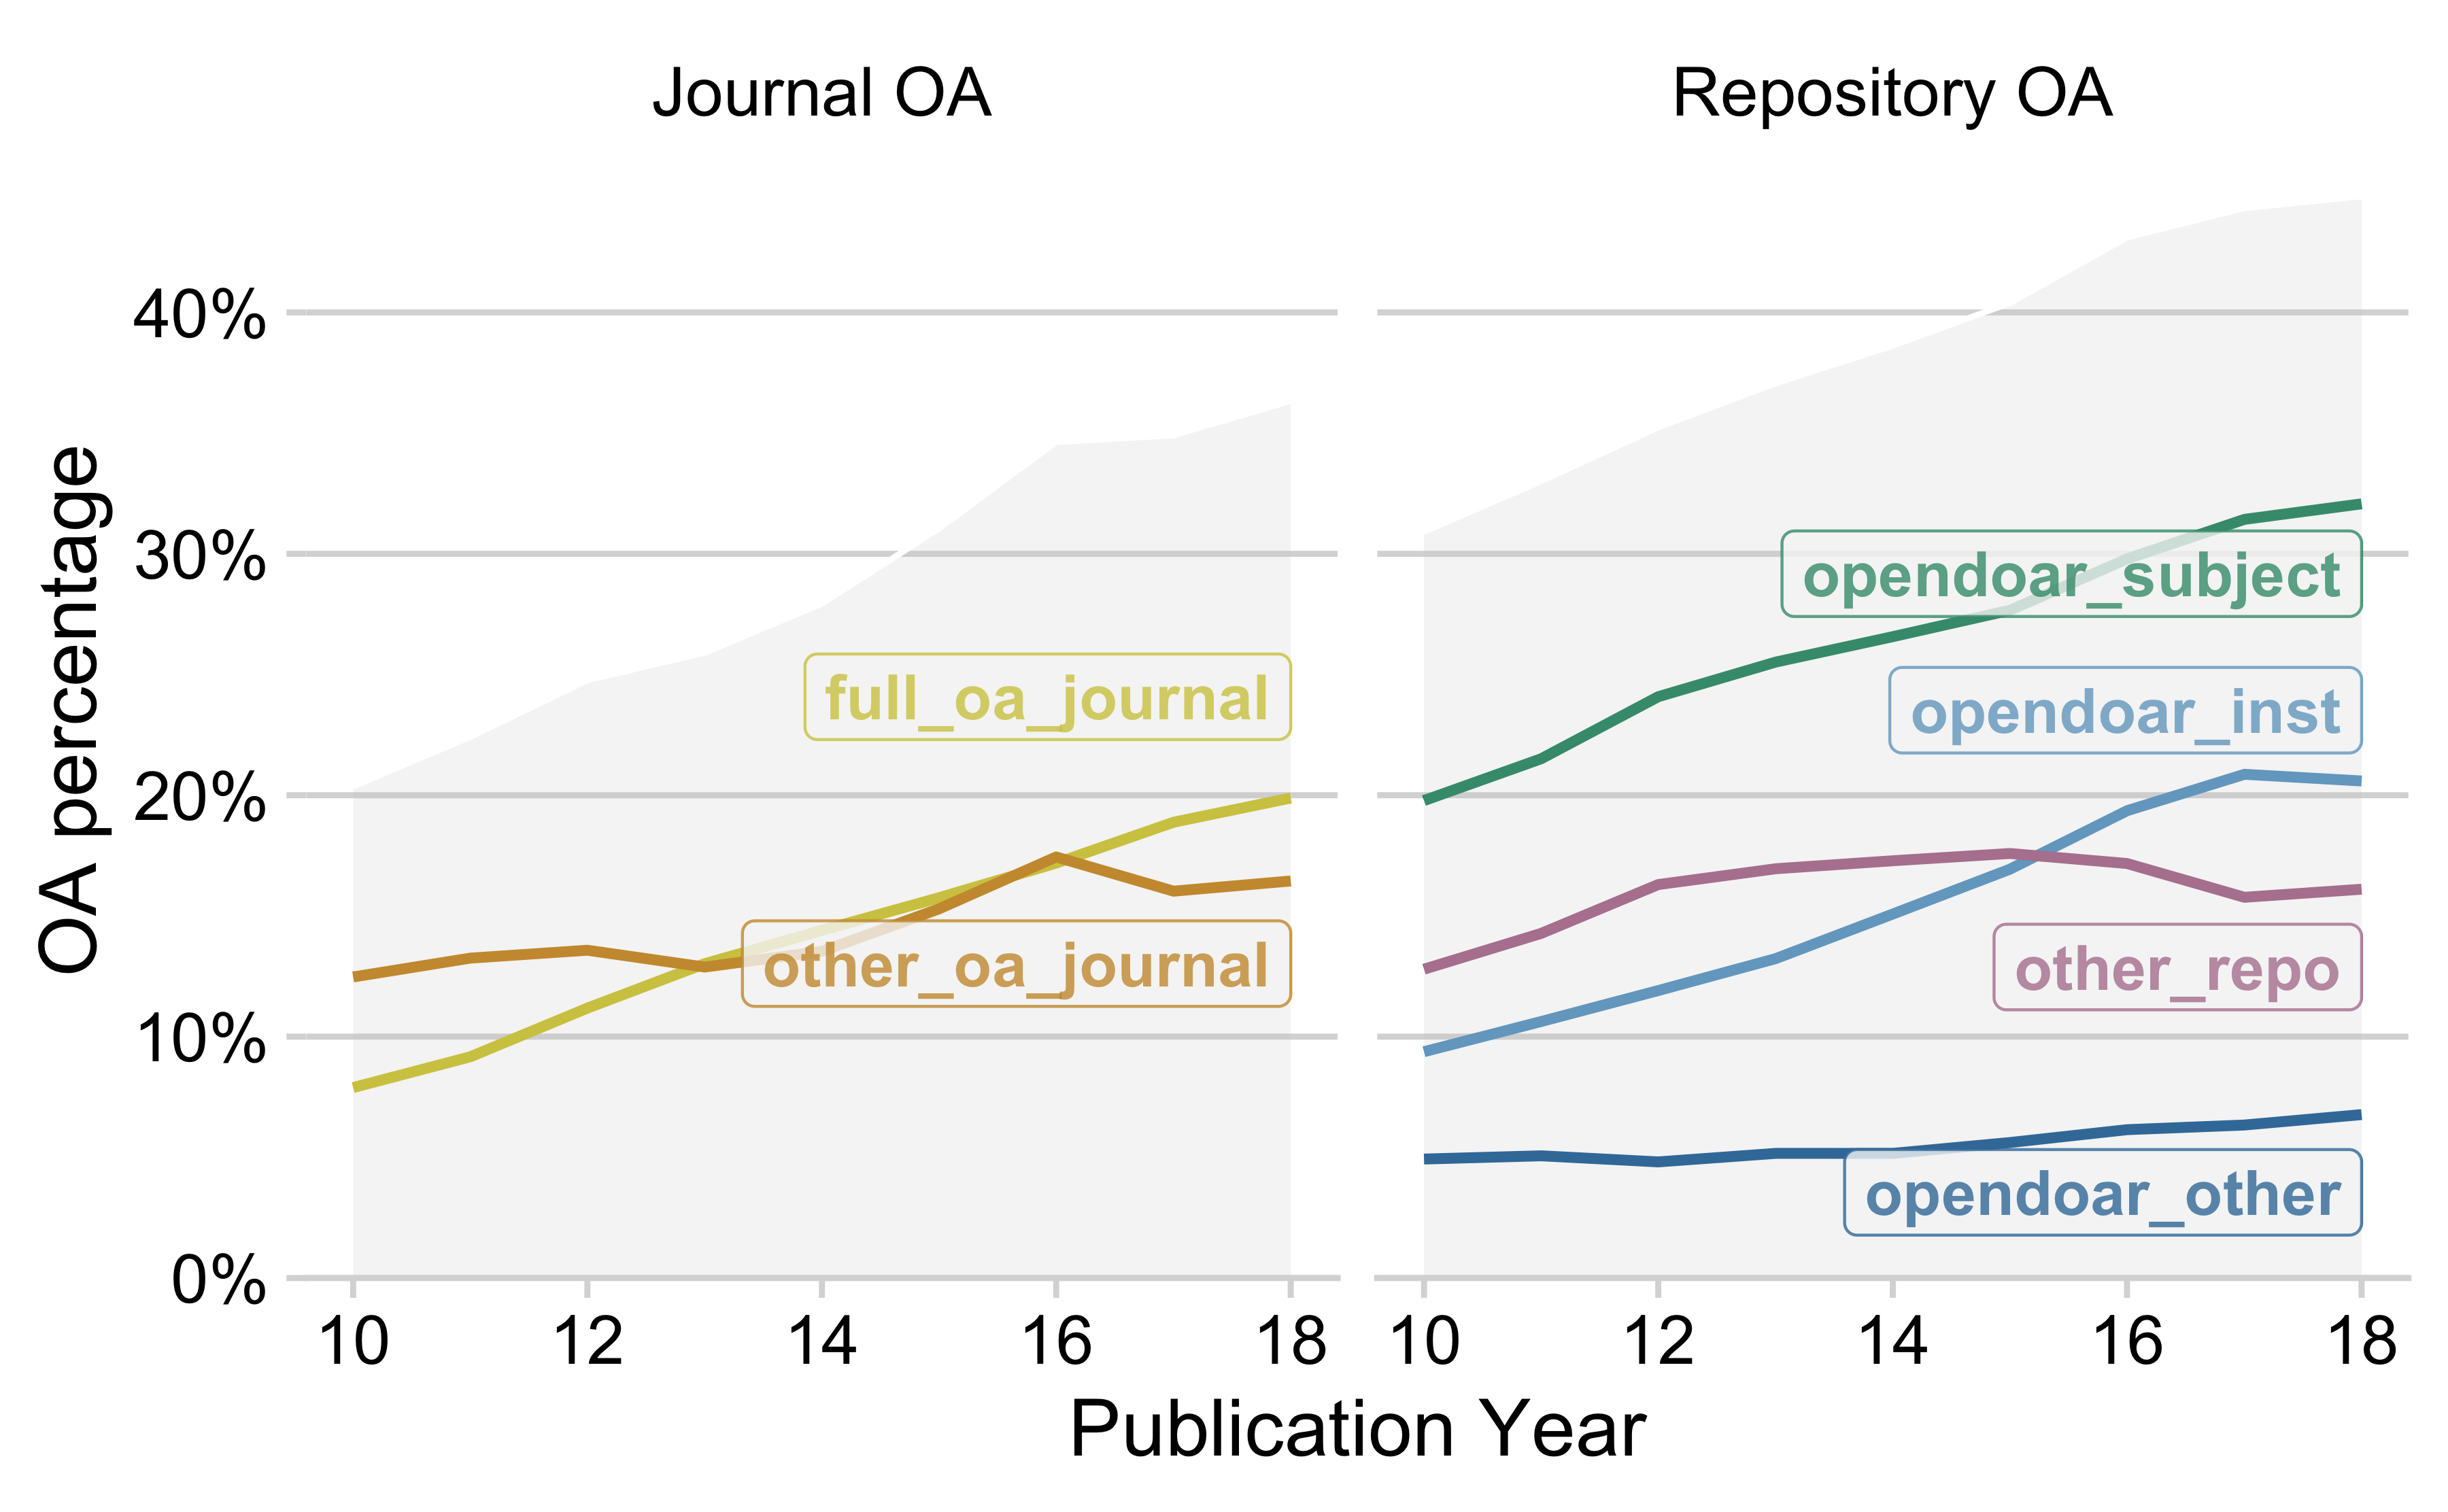 Journal OA
Repository OA
OA percentage
40%
30%
20%
10%
0%
full_oa_journal
other_oa_journal
opendoar_subject
opendoar_inst
other_repo
opendoar_other
10 12 14 16 18
10 12 14 16 18
Publication Year